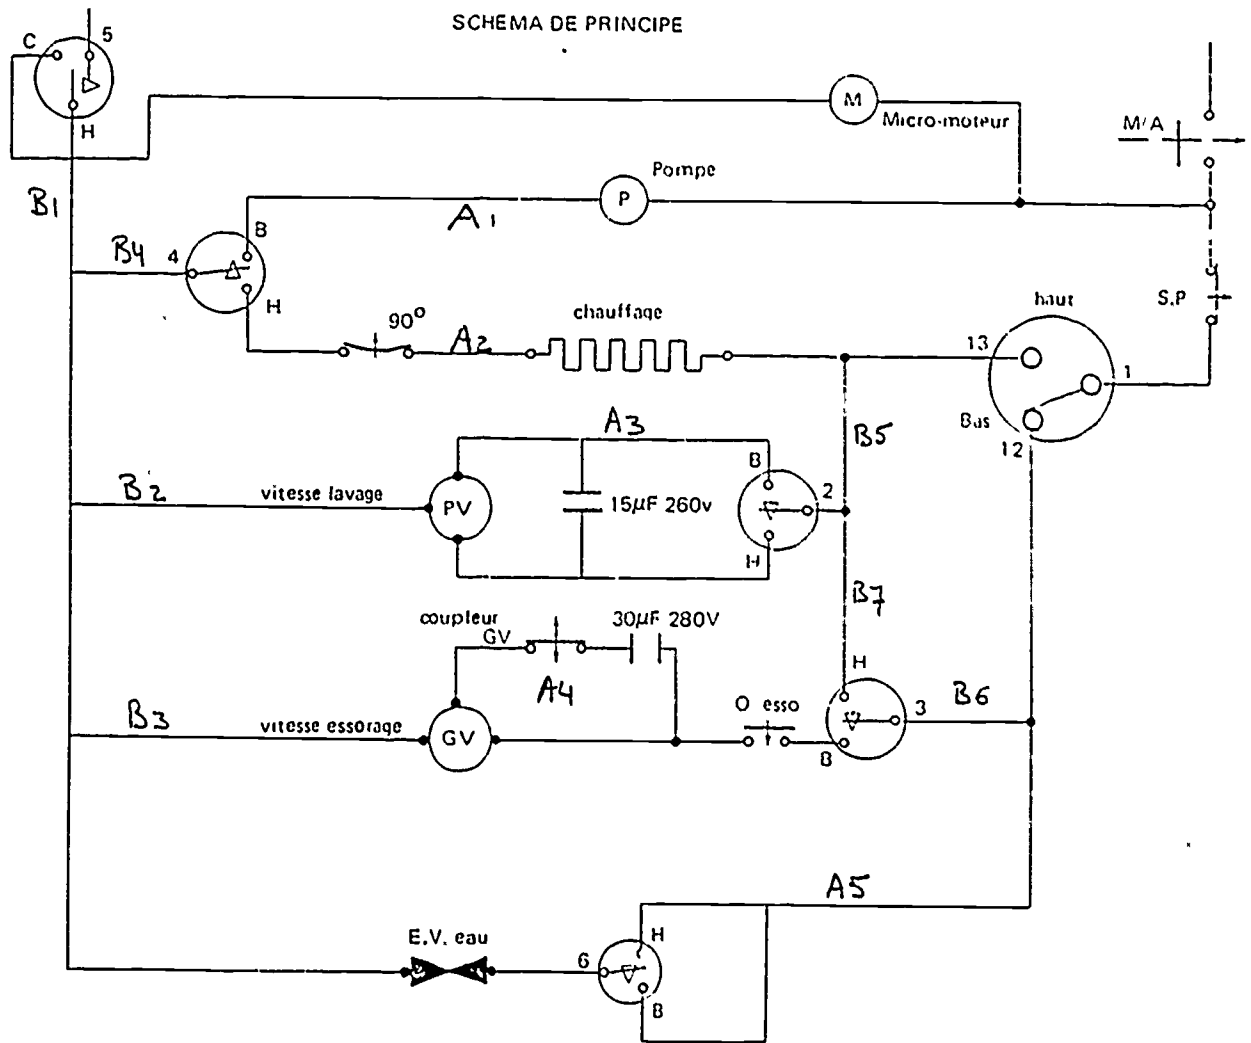 SCHEMA DE PRINCIPE
C
5
H
M
Micro-moteur
M/A
B1
Pompe
P
A1
B
B4
4
H
haut
S.P
90°
A2
chauffage
13
1
Bas
12
A3
B5
B
B2
vitesse lavage
PV
15µF 260v
2
H
B7
coupleur
GV
30µF 280V
A4
H
B3
vitesse essorage
GV
O esso
3
B6
B
A5
E.V. eau
H
6
B